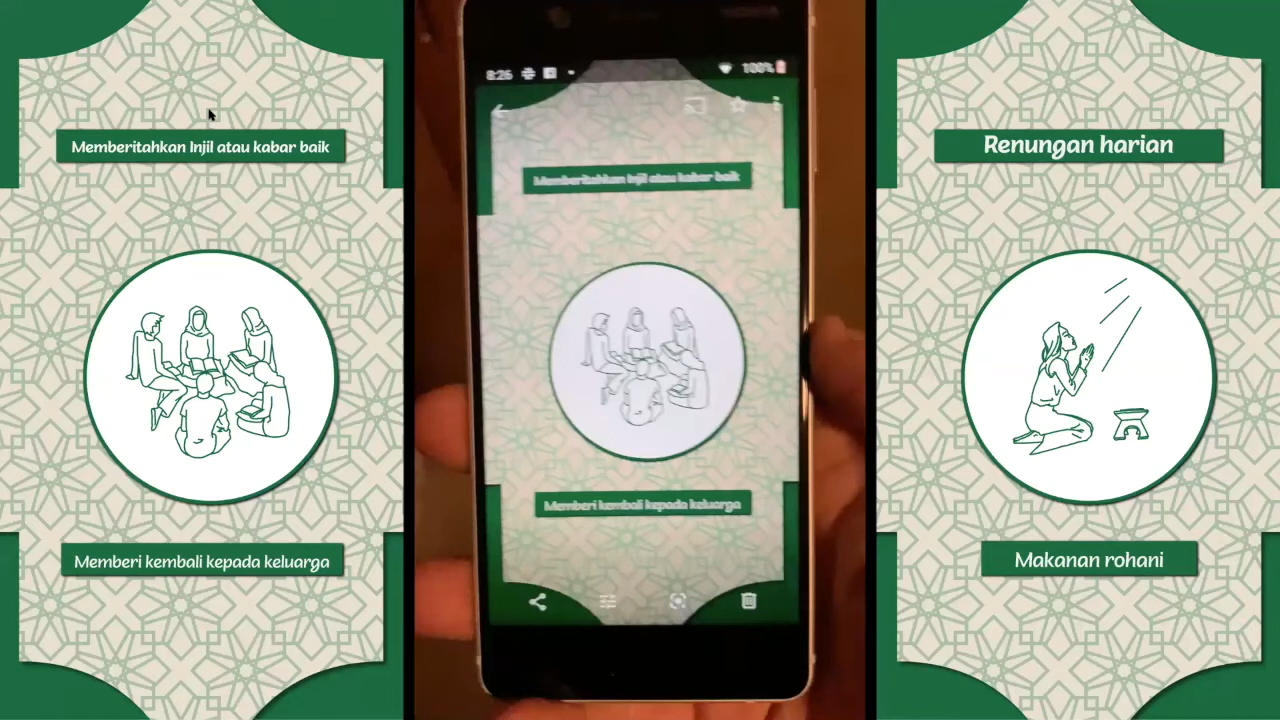 Memberitahkan Injil atau kabar baik
Memberi kembali kepada keluarga
8:26
100%
Memberitahkan Injil atau kabar baik
Memberi kembali kepada keluarga
Renungan harian
Makanan rohani